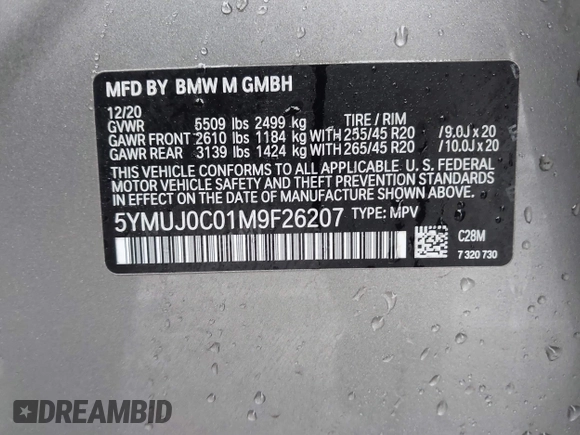 MFD BY BMW M GMBH
12/20
GVWR 5509 lbs 2499 kg TIRE / RIM
GAWR FRONT 2610 lbs 1184 kg WITH 255/45 R20 /9.0J x 20
GAWR REAR 3139 lbs 1424 kg WITH 265/45 R20 /10.0J x 20
THIS VEHICLE CONFORMS TO ALL APPLICABLE U. S. FEDERAL
MOTOR VEHICLE SAFETY AND THEFT PREVENTION STANDARDS
IN EFFECT ON THE DATE OF MANUFACTURE SHOWN ABOVE.
5YMUJ0C01M9F26207 TYPE: MPV
C28M
7 320 730
DREAMBID